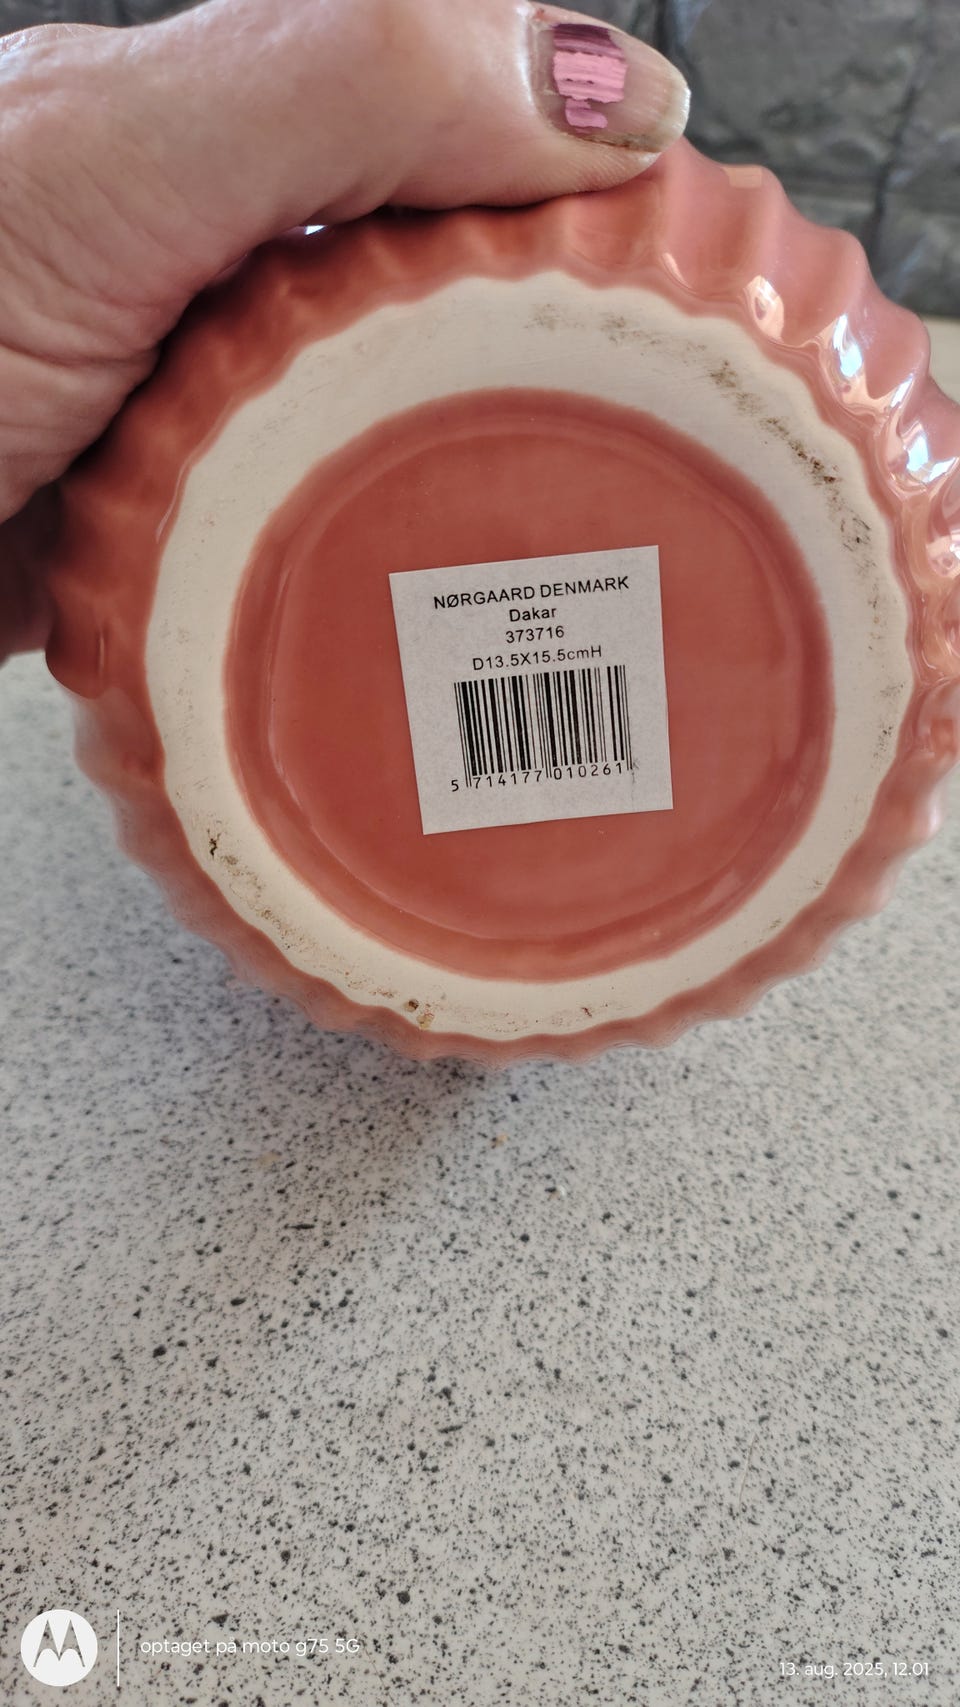 NØRGAARD DENMARK
Dakar
373716
D13.5X15.5cmH
5 714177 010261
optaget på moto g75 5G
13. aug. 2025, 12.01